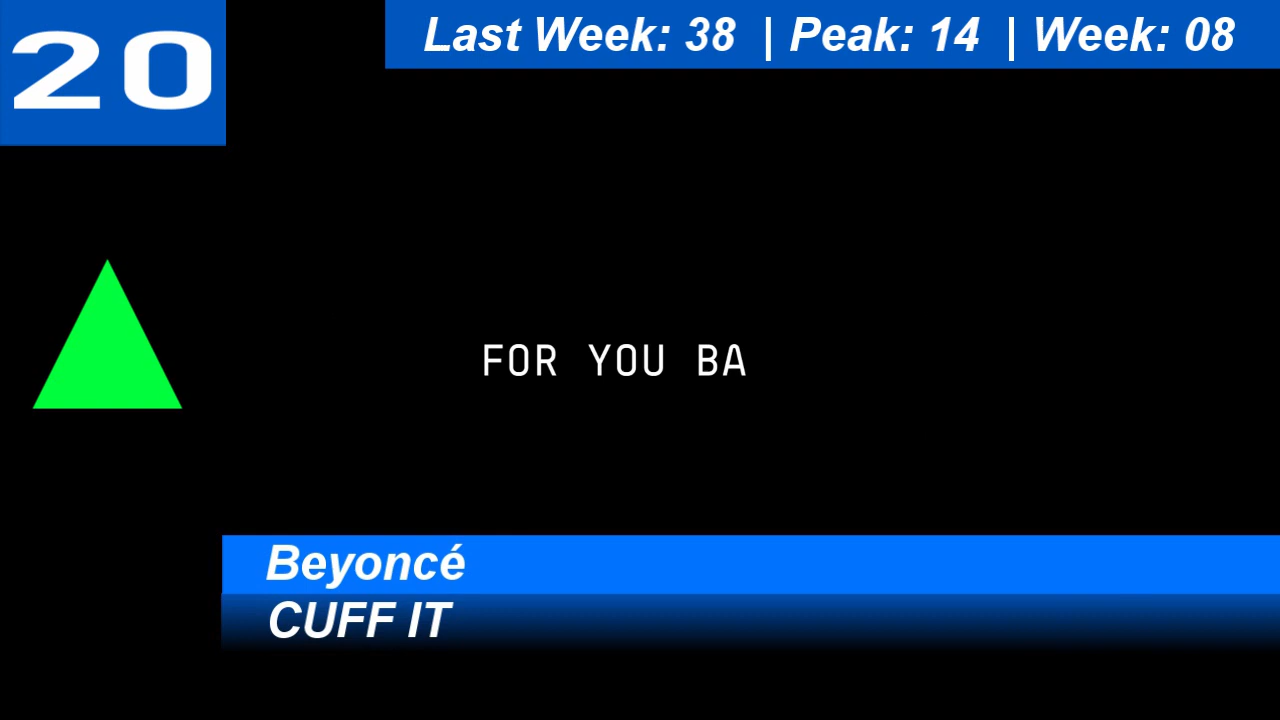 20
Last Week: 38 | Peak: 14 | Week: 08
FOR YOU BA
Beyoncé
CUFF IT